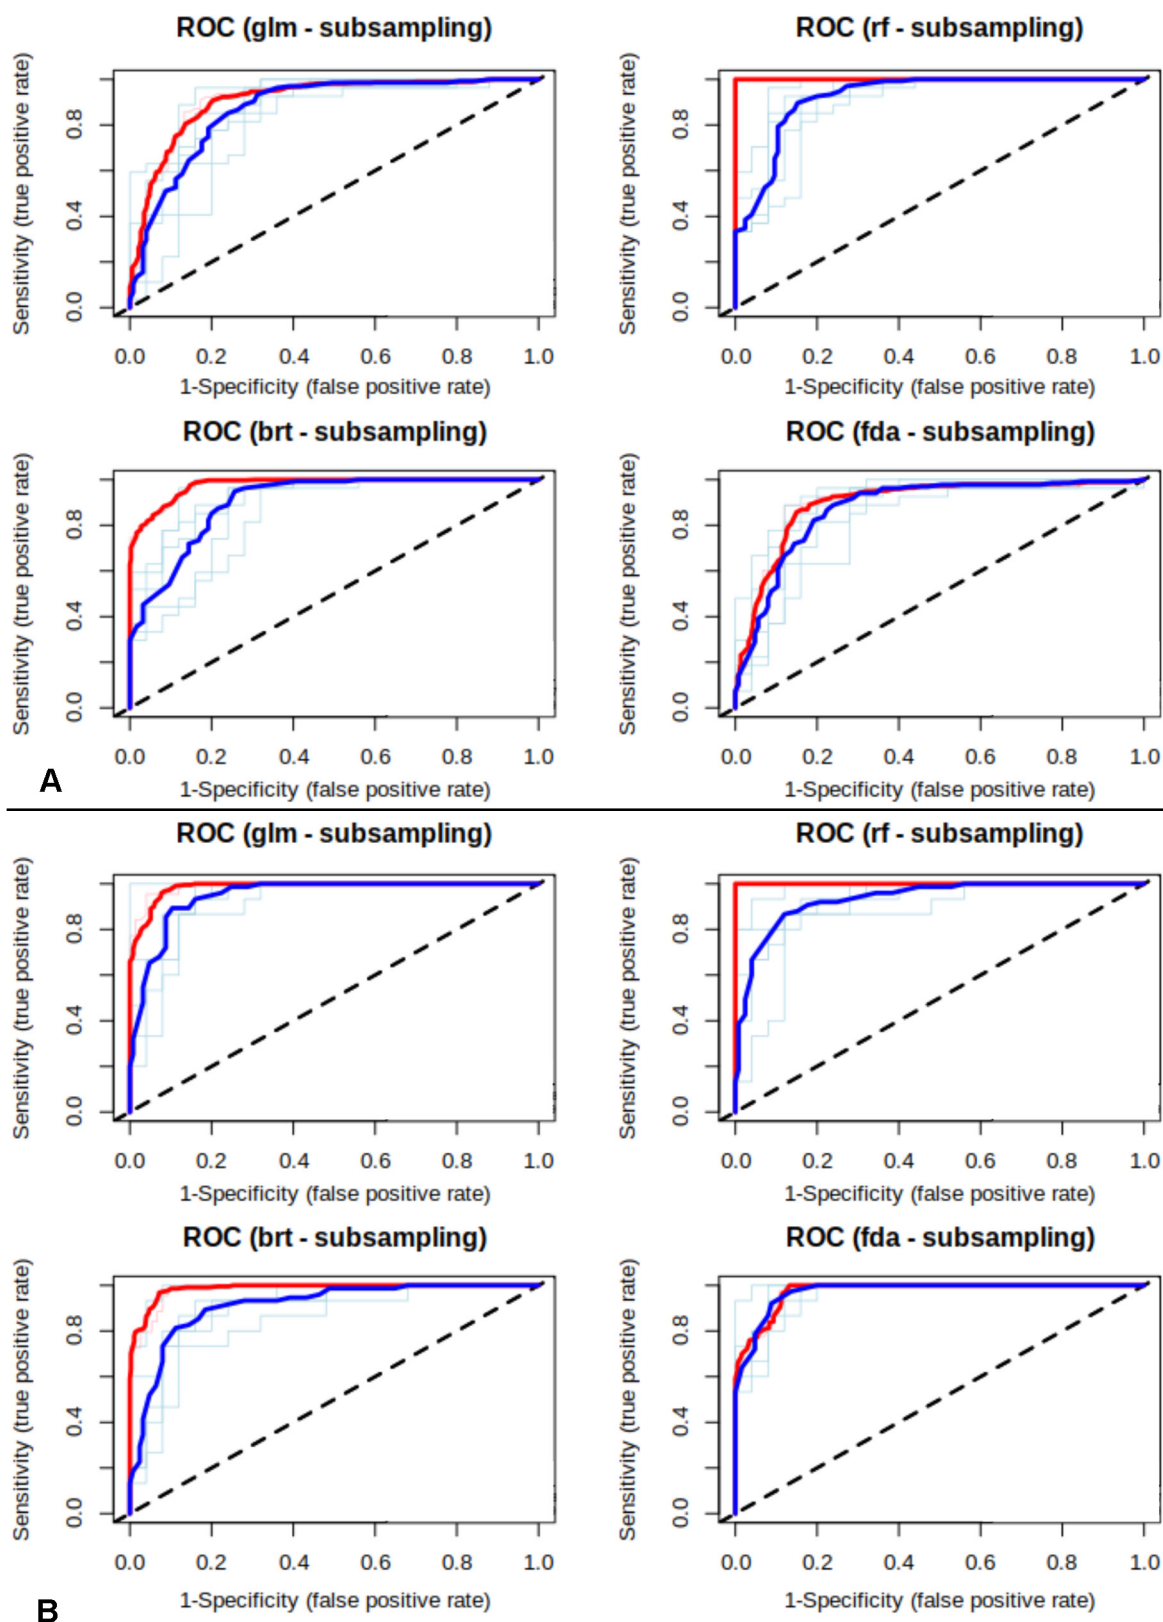 ROC (glm - subsampling)
Sensitivity (true positive rate)
0.8
0.4
0.0
0.0 0.2 0.4 0.6 0.8 1.0
1-Specificity (false positive rate)
ROC (rf - subsampling)
Sensitivity (true positive rate)
0.8
0.4
0.0
0.0 0.2 0.4 0.6 0.8 1.0
1-Specificity (false positive rate)
ROC (brt - subsampling)
Sensitivity (true positive rate)
0.8
0.4
0.0
0.0 0.2 0.4 0.6 0.8 1.0
1-Specificity (false positive rate)
ROC (fda - subsampling)
Sensitivity (true positive rate)
0.8
0.4
0.0
0.0 0.2 0.4 0.6 0.8 1.0
1-Specificity (false positive rate)
A
ROC (glm - subsampling)
Sensitivity (true positive rate)
0.8
0.4
0.0
0.0 0.2 0.4 0.6 0.8 1.0
1-Specificity (false positive rate)
ROC (rf - subsampling)
Sensitivity (true positive rate)
0.8
0.4
0.0
0.0 0.2 0.4 0.6 0.8 1.0
1-Specificity (false positive rate)
ROC (brt - subsampling)
Sensitivity (true positive rate)
0.8
0.4
0.0
0.0 0.2 0.4 0.6 0.8 1.0
1-Specificity (false positive rate)
ROC (fda - subsampling)
Sensitivity (true positive rate)
0.8
0.4
0.0
0.0 0.2 0.4 0.6 0.8 1.0
1-Specificity (false positive rate)
B